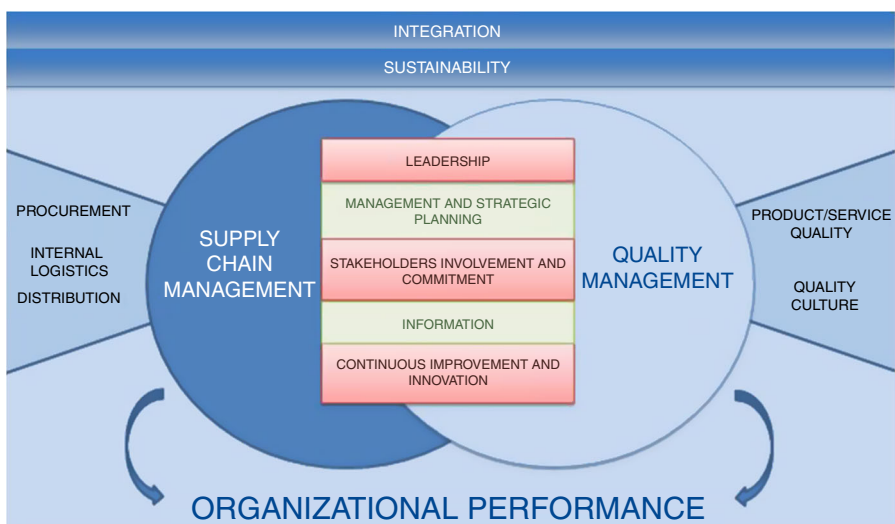 INTEGRATION
SUSTAINABILITY
LEADERSHIP
MANAGEMENT AND STRATEGIC
PLANNING
STAKEHOLDERS INVOLVEMENT AND
COMMITMENT
INFORMATION
CONTINUOUS IMPROVEMENT AND
INNOVATION
PROCUREMENT
INTERNAL
LOGISTICS
DISTRIBUTION
SUPPLY
CHAIN
MANAGEMENT
QUALITY
MANAGEMENT
PRODUCT/SERVICE
QUALITY
QUALITY
CULTURE
ORGANIZATIONAL PERFORMANCE